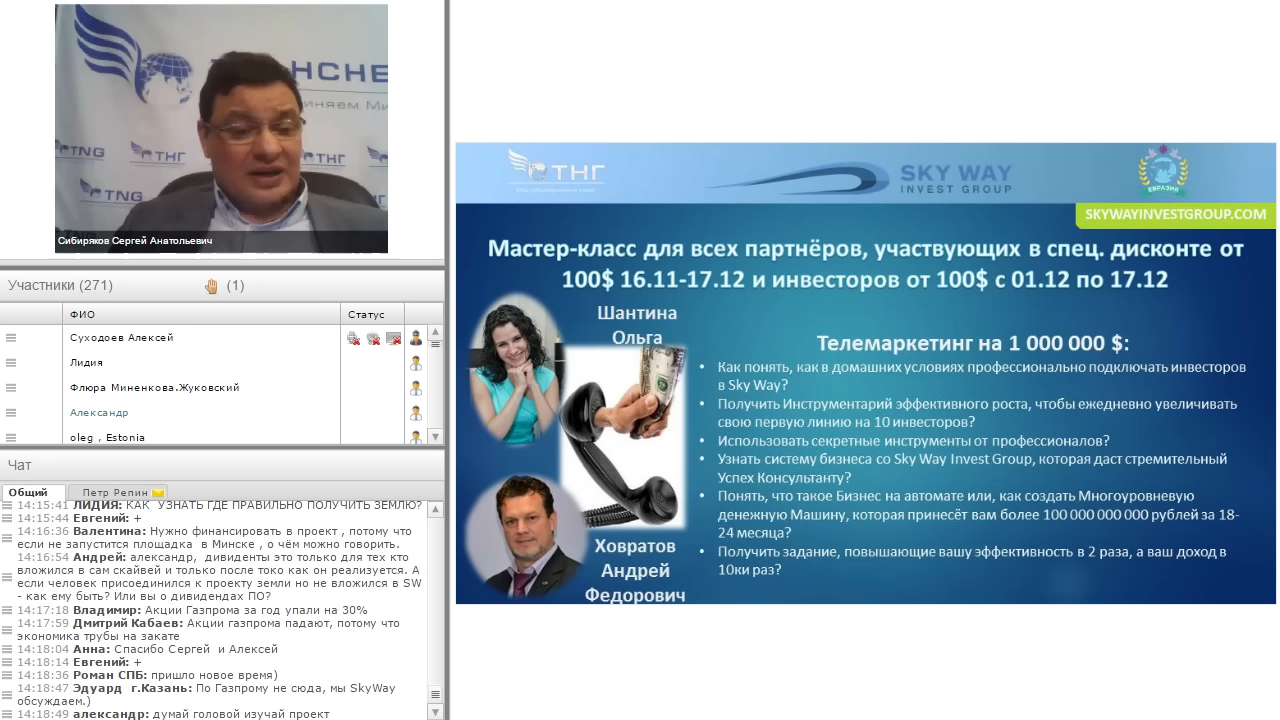 ТРАНСНЕ
иняем Ми
TNG
ТНГ
ТНГ
TNG
ТНГ
TNG
Сибиряков Сергей Анатольевич
Участники (271)
(1)
ФИО
Статус
Суходоев Алексей
Лидия
Флюра Миненкова.Жуковский
Александр
oleg , Estonia
Чат
Общий
Петр Репин
14:15:41 ЛИДИЯ: КАК УЗНАТЬ ГДЕ ПРАВИЛЬНО ПОЛУЧИТЬ ЗЕМЛЮ?
14:15:44 Евгений: +
14:16:36 Валентина: Нужно финансировать в проект , потому что
если не запустится площадка в Минске , о чём можно говорить.
14:16:54 Андрей: александр, дивиденты это только для тех кто
вложился в сам скайвей и только после токо как он реализуется. А
если человек присоединился к проекту земли но не вложился в SW
- как ему быть? Или вы о дивидендах ПО?
14:17:18 Владимир: Акции Газпрома за год упали на 30%
14:17:59 Дмитрий Кабаев: Акции газпрома падают, потому что
экономика трубы на закате
14:18:04 Анна: Спасибо Сергей и Алексей
14:18:14 Евгений: +
14:18:36 Роман СПБ: пришло новое время)
14:18:47 Эдуард г.Казань: По Газпрому не сюда, мы SkyWay
обсуждаем.)
14:18:49 александр: думай головой изучай проект
ТНГ
SKY WAY
INVEST GROUP
ЕВРАЗИЯ
SKYWAYINVESTGROUP.COM
Мастер-класс для всех партнёров, участвующих в спец. дисконте от
100$ 16.11-17.12 и инвесторов от 100$ с 01.12 по 17.12
Шантина
Ольга
Телемаркетинг на 1 000 000 $:
• Как понять, как в домашних условиях профессионально подключать инвесторов
в Sky Way?
• Получить Инструментарий эффективного роста, чтобы ежедневно увеличивать
свою первую линию на 10 инвесторов?
• Использовать секретные инструменты от профессионалов?
• Узнать систему бизнеса со Sky Way Invest Group, которая даст стремительный
Успех Консультанту?
• Понять, что такое Бизнес на автомате или, как создать Многоуровневую
денежную Машину, которая принесёт вам более 100 000 000 000 рублей за 18-
24 месяца?
• Получить задание, повышающие вашу эффективность в 2 раза, а ваш доход в
10ки раз?
Ховратов
Андрей
Федорович